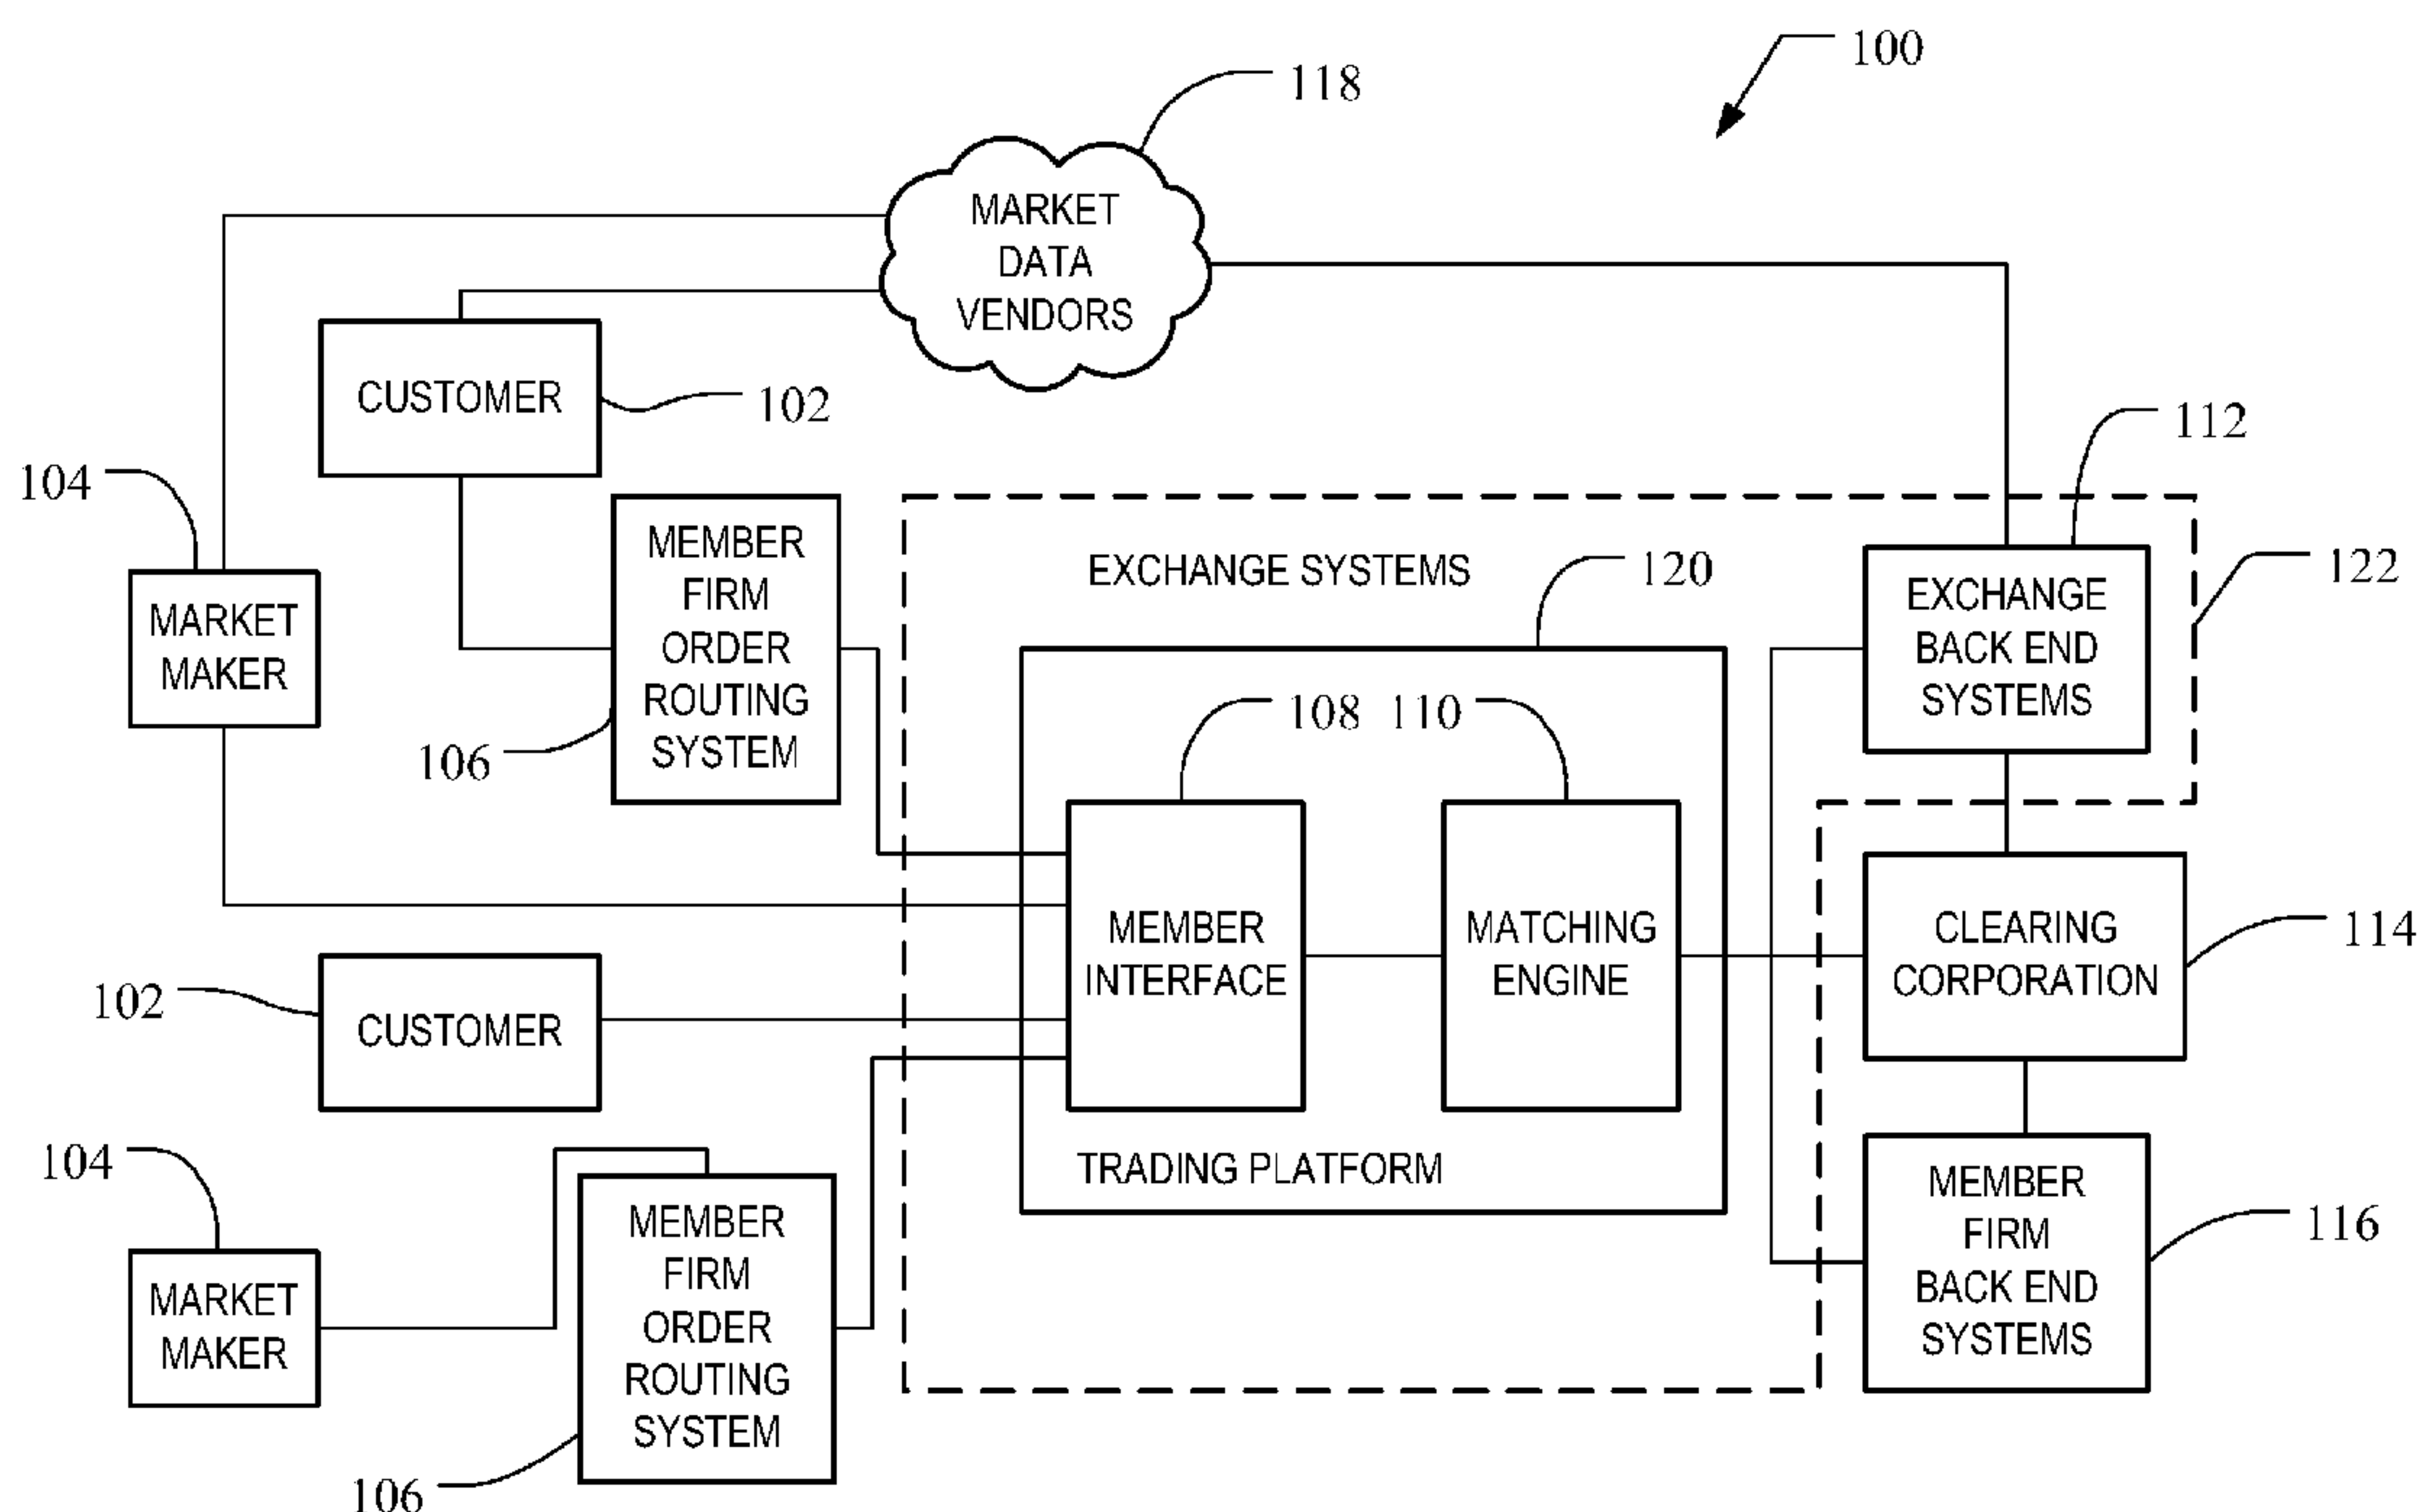 100
118
MARKET
DATA
VENDORS
CUSTOMER
102
112
104
MEMBER
FIRM
ORDER
ROUTING
SYSTEM
EXCHANGE SYSTEMS
120
EXCHANGE
BACK END
SYSTEMS
122
MARKET
MAKER
106
108
110
MEMBER
INTERFACE
MATCHING
ENGINE
CLEARING
CORPORATION
114
102
CUSTOMER
104
TRADING PLATFORM
MEMBER
FIRM
BACK END
SYSTEMS
116
MARKET
MAKER
MEMBER
FIRM
ORDER
ROUTING
SYSTEM
106